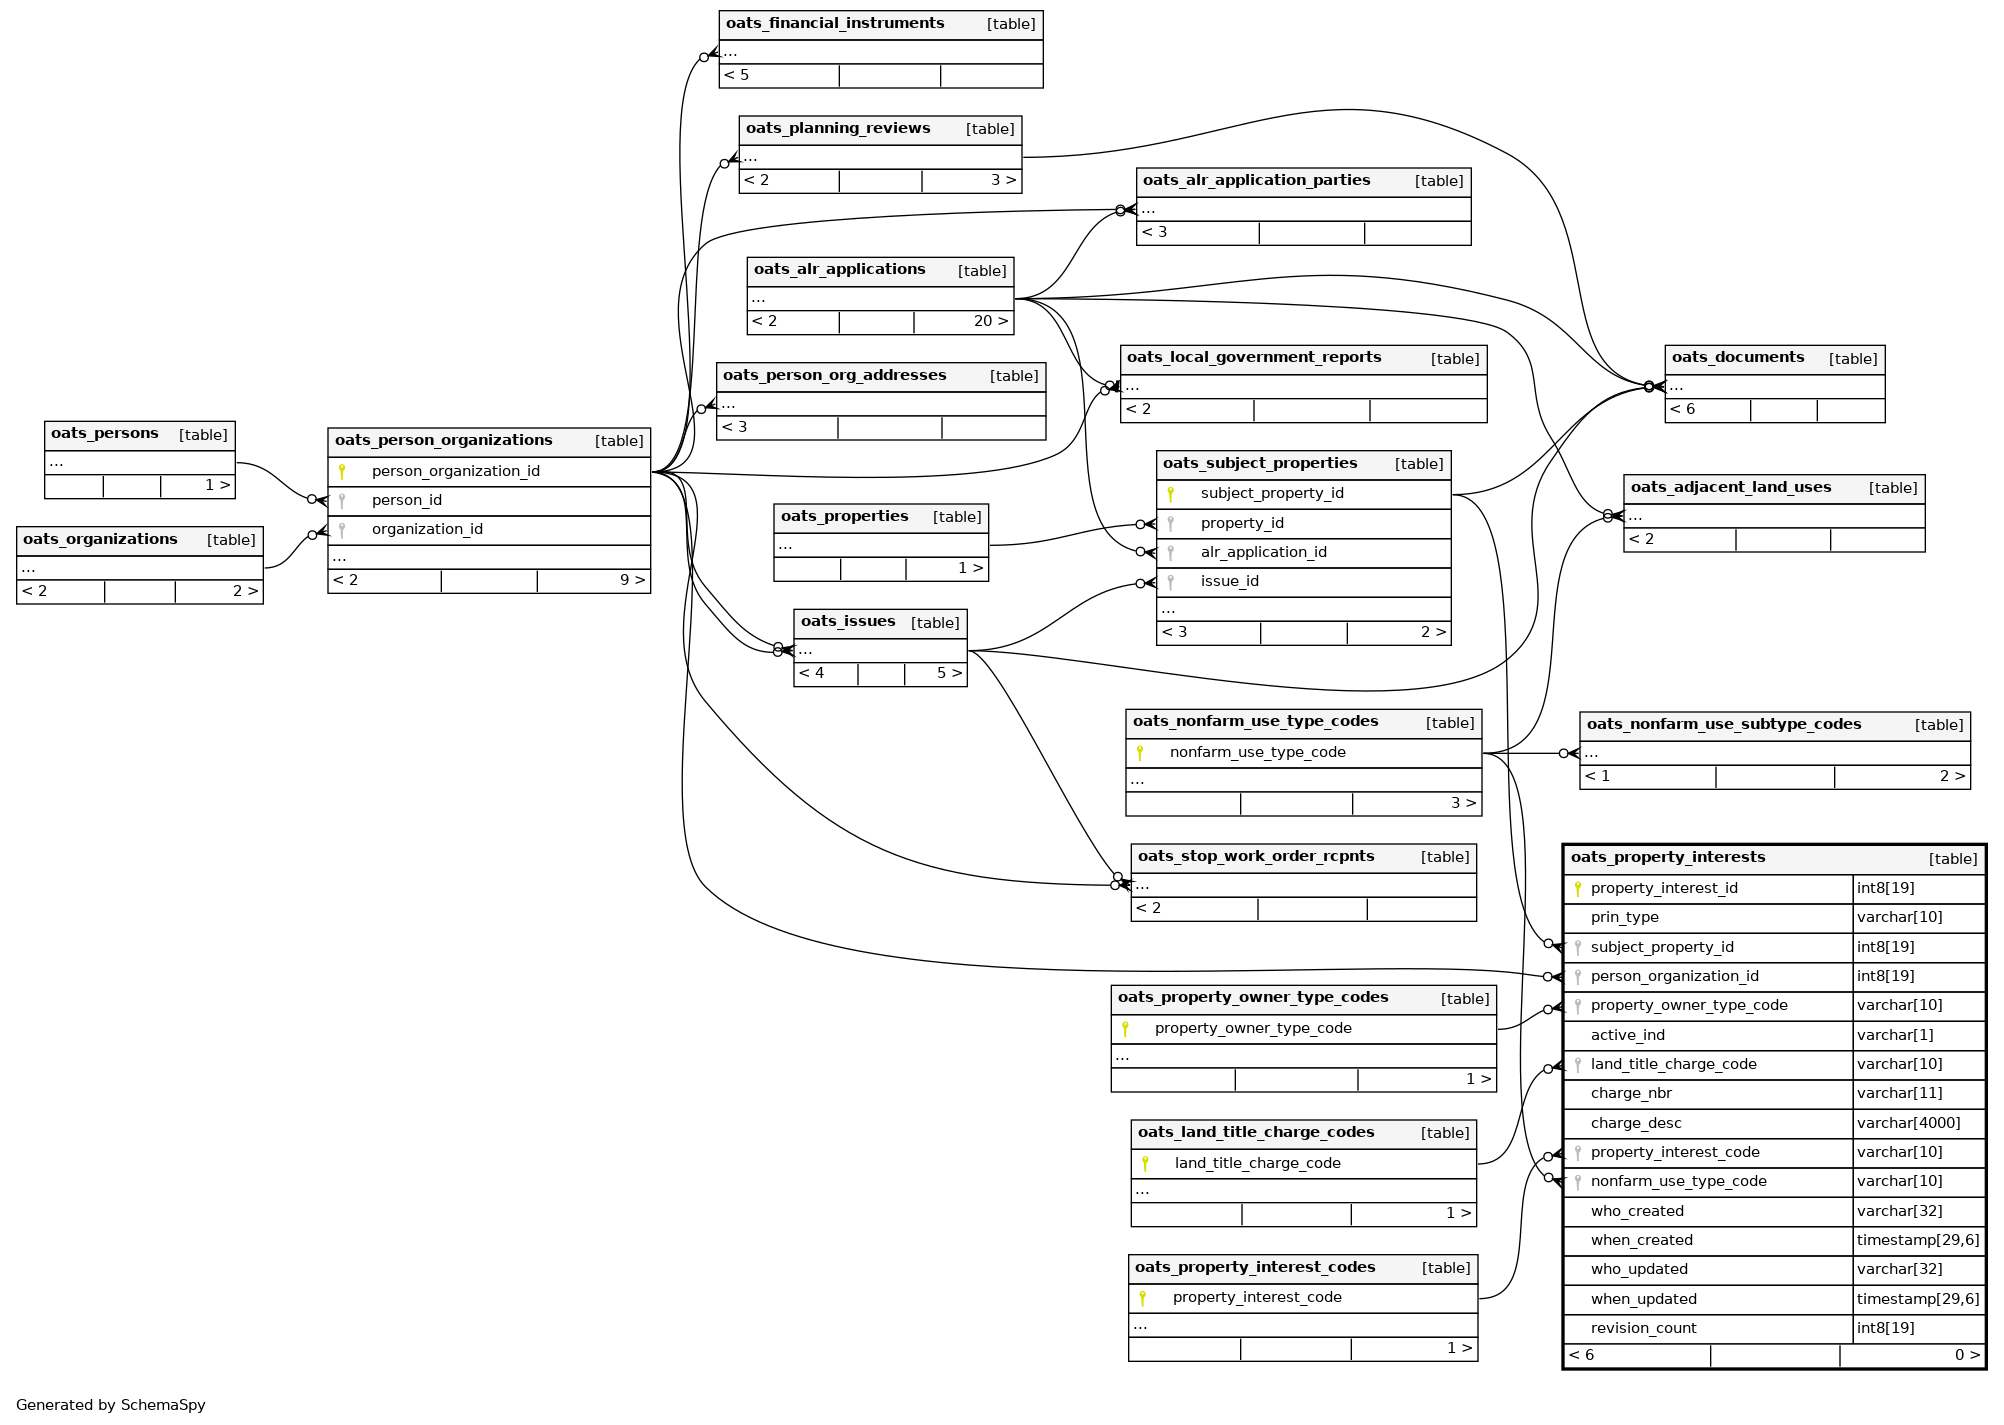 oats_financial_instruments [table]
...
< 5
oats_planning_reviews [table]
...
< 2 3 >
oats_alr_application_parties [table]
...
< 3
oats_alr_applications [table]
...
< 2 20 >
oats_local_government_reports [table]
...
< 2
oats_documents [table]
...
< 6
oats_person_org_addresses [table]
...
< 3
oats_persons [table]
...
1 >
oats_person_organizations [table]
person_organization_id
person_id
organization_id
...
< 2 9 >
oats_organizations [table]
...
< 2 2 >
oats_subject_properties [table]
subject_property_id
property_id
alr_application_id
issue_id
...
< 3 2 >
oats_adjacent_land_uses [table]
...
< 2
oats_properties [table]
...
1 >
oats_issues [table]
...
< 4 5 >
oats_nonfarm_use_type_codes [table]
nonfarm_use_type_code
...
3 >
oats_nonfarm_use_subtype_codes [table]
...
< 1 2 >
oats_stop_work_order_rcpnts [table]
...
< 2
oats_property_interests [table]
property_interest_id int8[19]
prin_type varchar[10]
subject_property_id int8[19]
person_organization_id int8[19]
property_owner_type_code varchar[10]
active_ind varchar[1]
land_title_charge_code varchar[10]
charge_nbr varchar[11]
charge_desc varchar[4000]
property_interest_code varchar[10]
nonfarm_use_type_code varchar[10]
who_created varchar[32]
when_created timestamp[29,6]
who_updated varchar[32]
when_updated timestamp[29,6]
revision_count int8[19]
< 6 0 >
oats_property_owner_type_codes [table]
property_owner_type_code
...
1 >
oats_land_title_charge_codes [table]
land_title_charge_code
...
1 >
oats_property_interest_codes [table]
property_interest_code
...
1 >
Generated by SchemaSpy